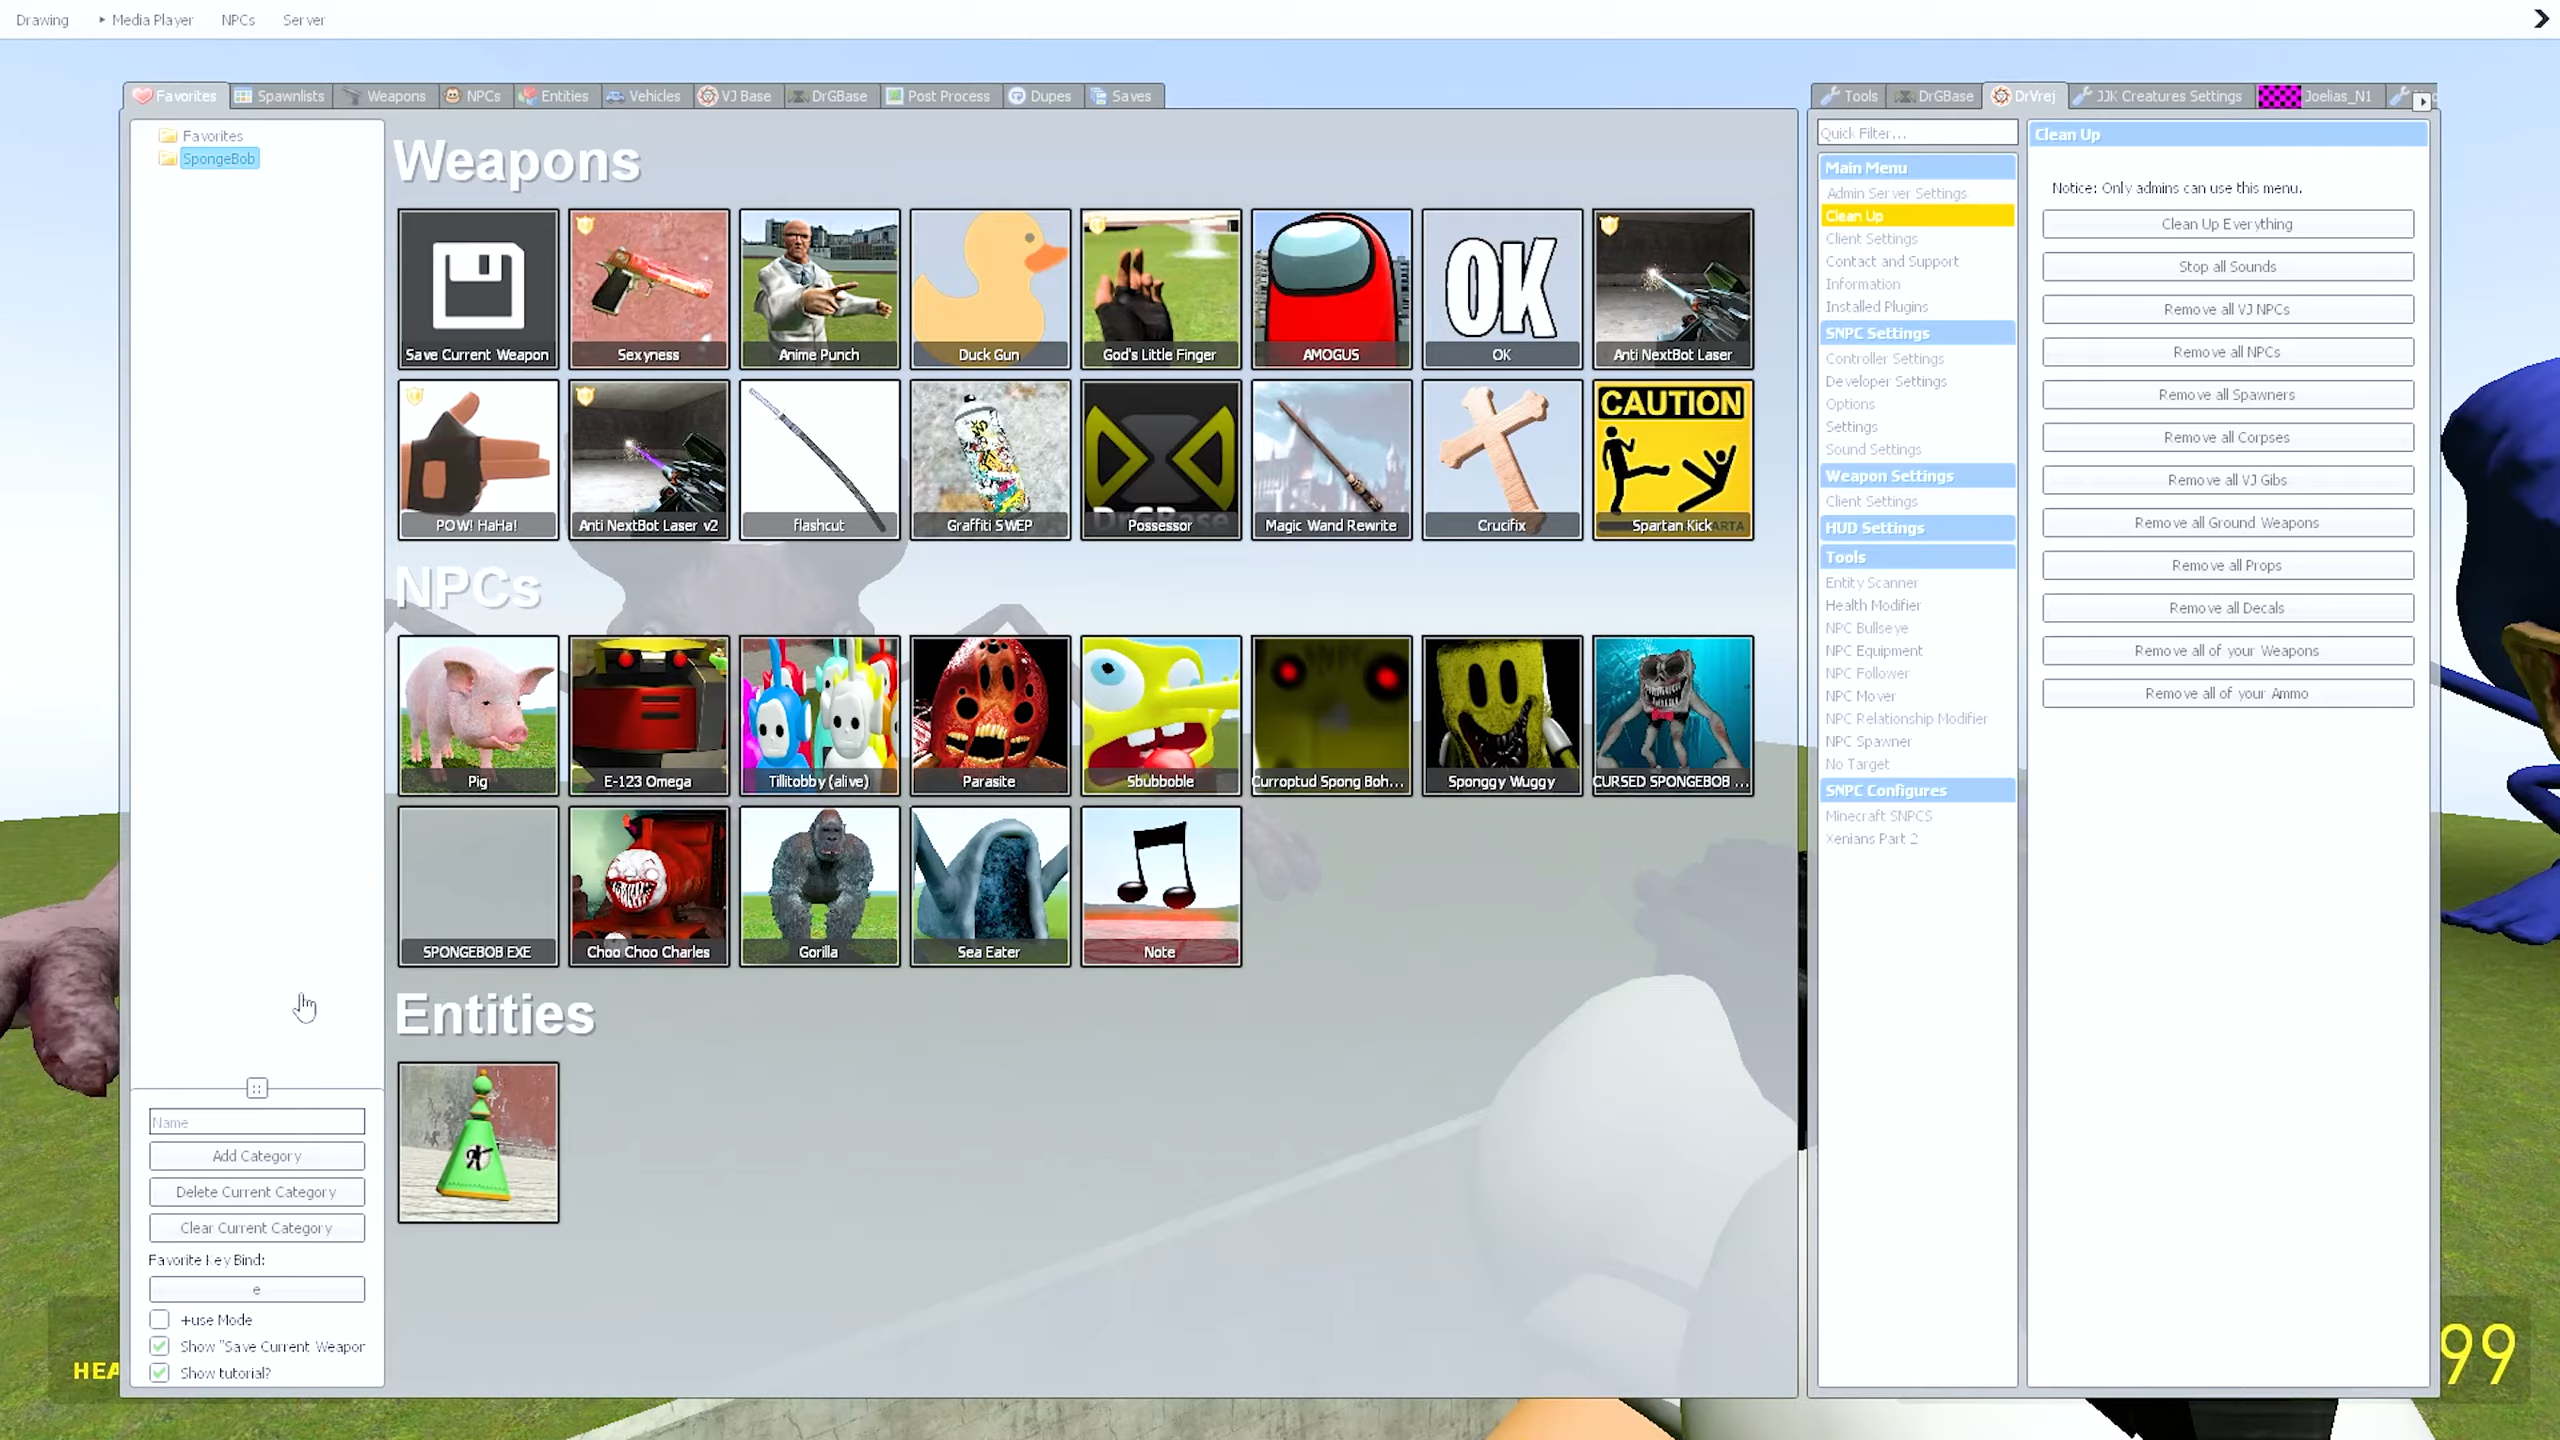 Drawing
Media Player
NPCs
Server
Favorites
Spawnlists
Weapons
NPCs
Entities
Vehicles
VJ Base
DrGBase
Post Process
Dupes
Saves
Favorites
SpongeBob
Weapons
Save Current Weapon
Sexyness
Anime Punch
Duck Gun
God's Little Finger
AMOGUS
OK
OK
Anti NextBot Laser
POW! HaHa!
Anti NextBot Laser v2
flashcut
Graffiti SWEP
Possessor
Magic Wand Rewrite
Crucifix
CAUTION
Spartan Kick
NPCs
Pig
E-123 Omega
Tillitobby (alive)
Parasite
Sbubboble
Curroptud Spong Boh...
Sponggy Wuggy
CURSED SPONGEBOB ...
SPONGEBOB EXE
Choo Choo Charles
Gorilla
Sea Eater
Note
Entities
Name
Add Category
Delete Current Category
Clear Current Category
Favorite Key Bind:
e
+use Mode
Show "Save Current Weapon
Show tutorial?
HEA
Tools
DrGBase
DrVrej
JJK Creatures Settings
Joelias_N1
Quick Filter...
Main Menu
Admin Server Settings
Clean Up
Client Settings
Contact and Support
Information
Installed Plugins
SNPC Settings
Controller Settings
Developer Settings
Options
Settings
Sound Settings
Weapon Settings
Client Settings
HUD Settings
Tools
Entity Scanner
Health Modifier
NPC Bullseye
NPC Equipment
NPC Follower
NPC Mover
NPC Relationship Modifier
NPC Spawner
No Target
SNPC Configures
Minecraft SNPCS
Xenians Part 2
Clean Up
Notice: Only admins can use this menu.
Clean Up Everything
Stop all Sounds
Remove all VJ NPCs
Remove all NPCs
Remove all Spawners
Remove all Corpses
Remove all VJ Gibs
Remove all Ground Weapons
Remove all Props
Remove all Decals
Remove all of your Weapons
Remove all of your Ammo
99